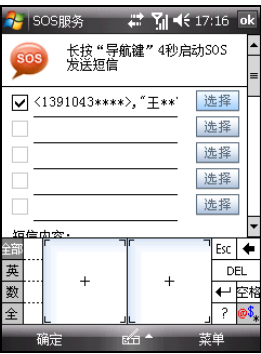 SOS服务 17:16 ok
SOS
长按“导航键”4秒启动SOS
发送短信
<1391043****>,"王**" 选择
选择
选择
选择
选择
短信内容:
全部 Esc
英 DEL
数 空格
全 ? @$*
确定 菜单